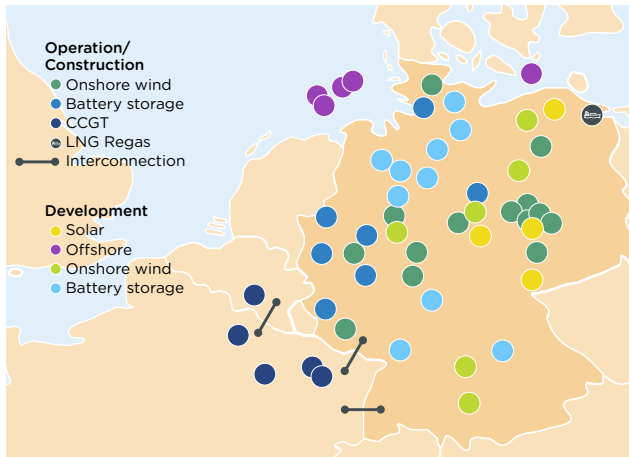 Operation/
Construction
Onshore wind
Battery storage
CCGT
LNG Regas
Interconnection
Development
Solar
Offshore
Onshore wind
Battery storage